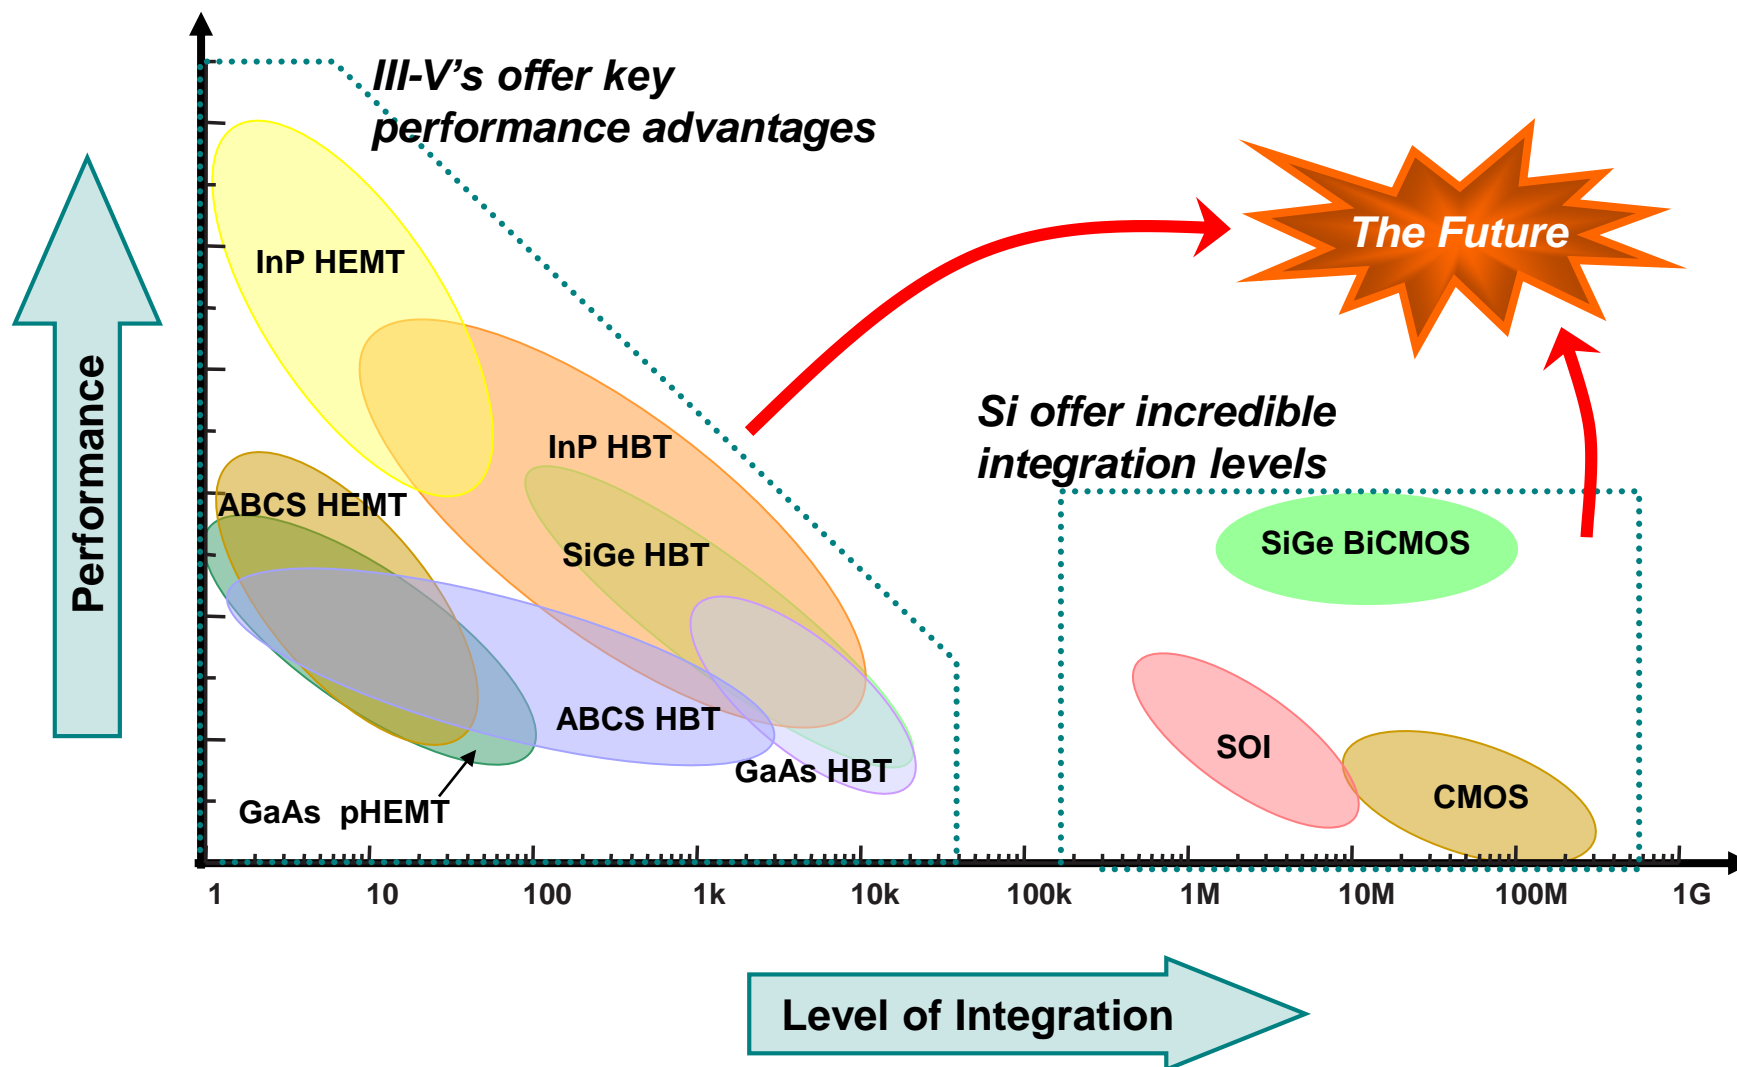 III-V's offer key
performance advantages
The Future
InP HEMT
Performance
Si offer incredible
integration levels
InP HBT
ABCS HEMT
SiGe HBT
SiGe BiCMOS
ABCS HBT
SOI
GaAs HBT
CMOS
GaAs pHEMT
1 10 100 1k 10k 100k 1M 10M 100M 1G
Level of Integration